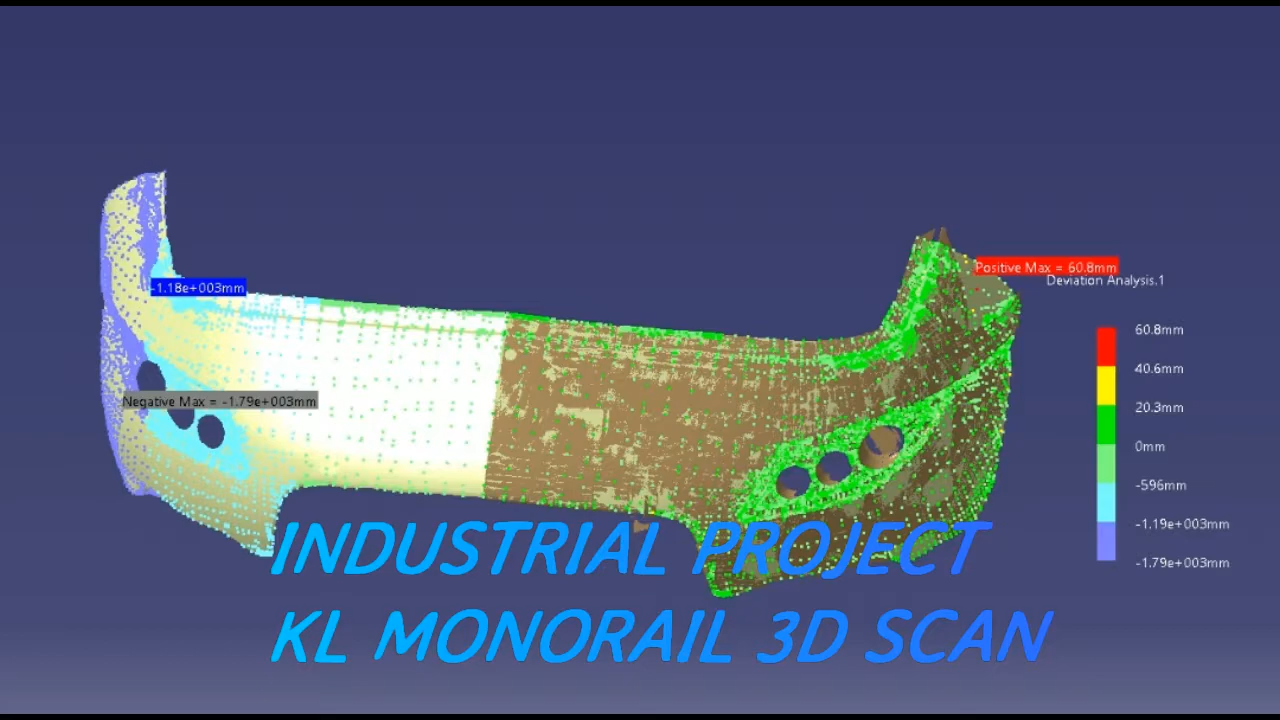 -1.18e+003mm
Positive Max = 60.8mm
Deviation Analysis.1
60.8mm
40.6mm
20.3mm
0mm
-596mm
-1.19e+003mm
-1.79e+003mm
Negative Max = -1.79e+003mm
INDUSTRIAL PROJECT
KL MONORAIL 3D SCAN